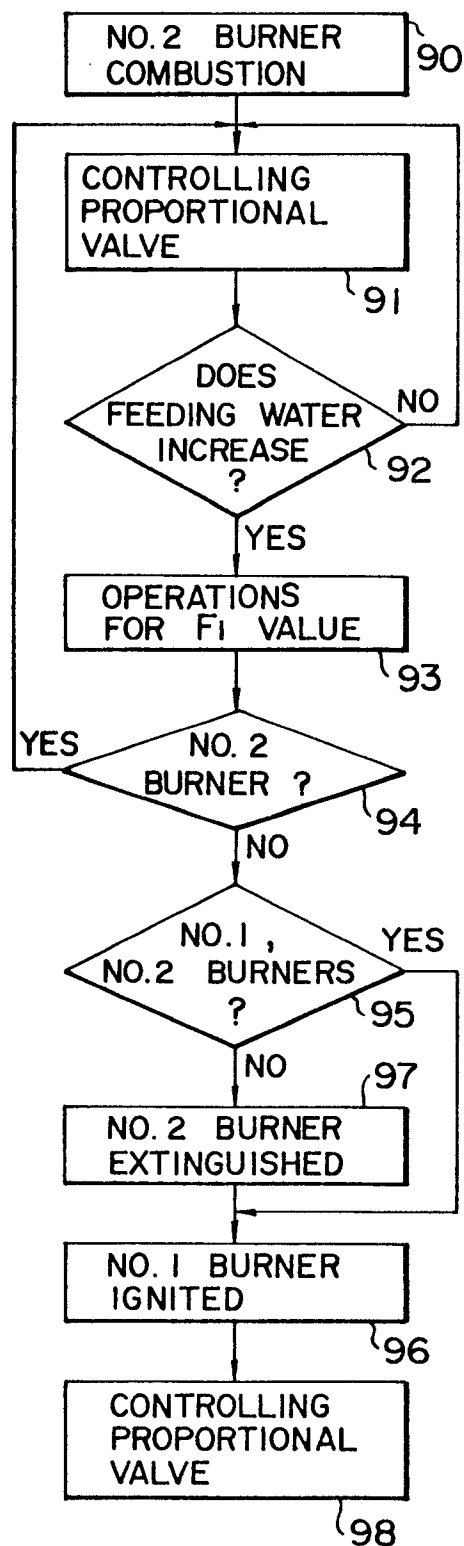 NO. 2 BURNER
COMBUSTION
90
CONTROLLING
PROPORTIONAL
VALVE
91
DOES
FEEDING WATER
INCREASE
?
NO
92
YES
OPERATIONS
FOR Fi VALUE
93
YES
NO. 2
BURNER ?
94
NO
NO. 1 ,
NO. 2 BURNERS
?
YES
95
NO
97
NO. 2 BURNER
EXTINGUISHED
NO. 1 BURNER
IGNITED
96
CONTROLLING
PROPORTIONAL
VALVE
98